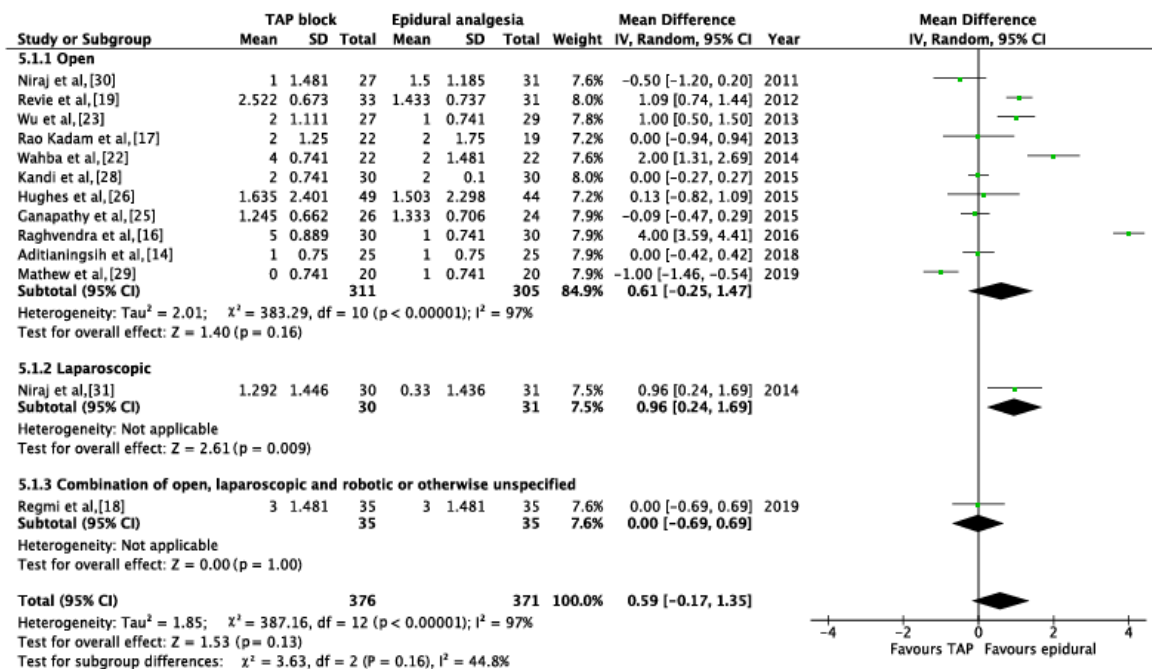 TAP block Epidural analgesia Mean Difference Mean Difference
Study or Subgroup Mean SD Total Mean SD Total Weight IV, Random, 95% CI Year IV, Random, 95% CI
5.1.1 Open
Niraj et al,[30] 1 1.481 27 1.5 1.185 31 7.6% −0.50 [−1.20, 0.20] 2011
Revie et al,[19] 2.522 0.673 33 1.433 0.737 31 8.0% 1.09 [0.74, 1.44] 2012
Wu et al,[23] 2 1.111 27 1 0.741 29 7.8% 1.00 [0.50, 1.50] 2013
Rao Kadam et al,[17] 2 1.25 22 2 1.75 19 7.2% 0.00 [−0.94, 0.94] 2013
Wahba et al,[22] 4 0.741 22 2 1.481 22 7.6% 2.00 [1.31, 2.69] 2014
Kandi et al,[28] 2 0.741 30 2 0.1 30 8.0% 0.00 [−0.27, 0.27] 2015
Hughes et al,[26] 1.635 2.401 49 1.503 2.298 44 7.2% 0.13 [−0.82, 1.09] 2015
Ganapathy et al,[25] 1.245 0.662 26 1.333 0.706 24 7.9% −0.09 [−0.47, 0.29] 2015
Raghvendra et al,[16] 5 0.889 30 1 0.741 30 7.9% 4.00 [3.59, 4.41] 2016
Aditianingsih et al,[14] 1 0.75 25 1 0.75 25 7.9% 0.00 [−0.42, 0.42] 2018
Mathew et al,[29] 0 0.741 20 1 0.741 20 7.9% −1.00 [−1.46, −0.54] 2019
Subtotal (95% CI) 311 305 84.9% 0.61 [−0.25, 1.47]
Heterogeneity: Tau² = 2.01; χ² = 383.29, df = 10 (p < 0.00001); I² = 97%
Test for overall effect: Z = 1.40 (p = 0.16)
5.1.2 Laparoscopic
Niraj et al,[31] 1.292 1.446 30 0.33 1.436 31 7.5% 0.96 [0.24, 1.69] 2014
Subtotal (95% CI) 30 31 7.5% 0.96 [0.24, 1.69]
Heterogeneity: Not applicable
Test for overall effect: Z = 2.61 (p = 0.009)
5.1.3 Combination of open, laparoscopic and robotic or otherwise unspecified
Regmi et al,[18] 3 1.481 35 3 1.481 35 7.6% 0.00 [−0.69, 0.69] 2019
Subtotal (95% CI) 35 35 7.6% 0.00 [−0.69, 0.69]
Heterogeneity: Not applicable
Test for overall effect: Z = 0.00 (p = 1.00)
Total (95% CI) 376 371 100.0% 0.59 [−0.17, 1.35]
Heterogeneity: Tau² = 1.85; χ² = 387.16, df = 12 (p < 0.00001); I² = 97%
Test for overall effect: Z = 1.53 (p = 0.13)
Test for subgroup differences: χ² = 3.63, df = 2 (P = 0.16), I² = 44.8%
−4 −2 0 2 4
Favours TAP Favours epidural